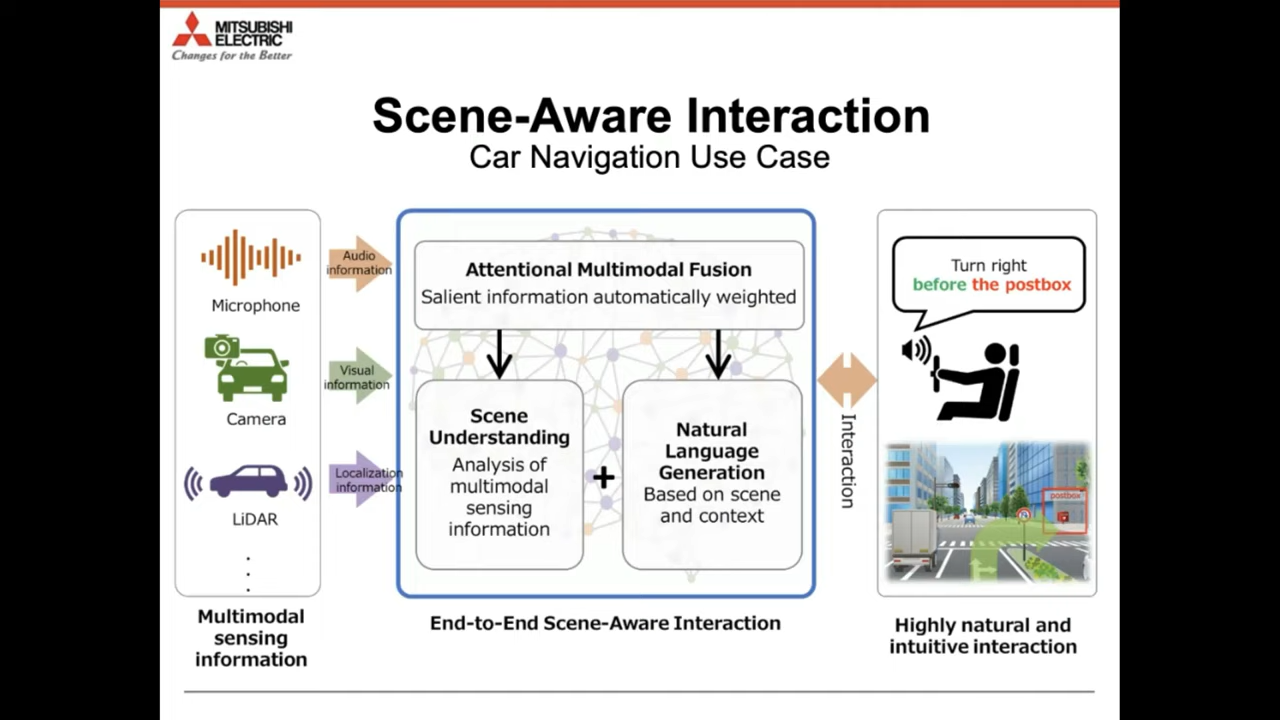 MITSUBISHI
ELECTRIC
Changes for the Better
Scene-Aware Interaction
Car Navigation Use Case
Microphone
Camera
LiDAR
Multimodal
sensing
information
Audio
information
Visual
information
Localization
information
Attentional Multimodal Fusion
Salient information automatically weighted
Scene
Understanding
Analysis of
multimodal
sensing
information
+
Natural
Language
Generation
Based on scene
and context
End-to-End Scene-Aware Interaction
Interaction
Turn right
before the postbox
postbox
Highly natural and
intuitive interaction